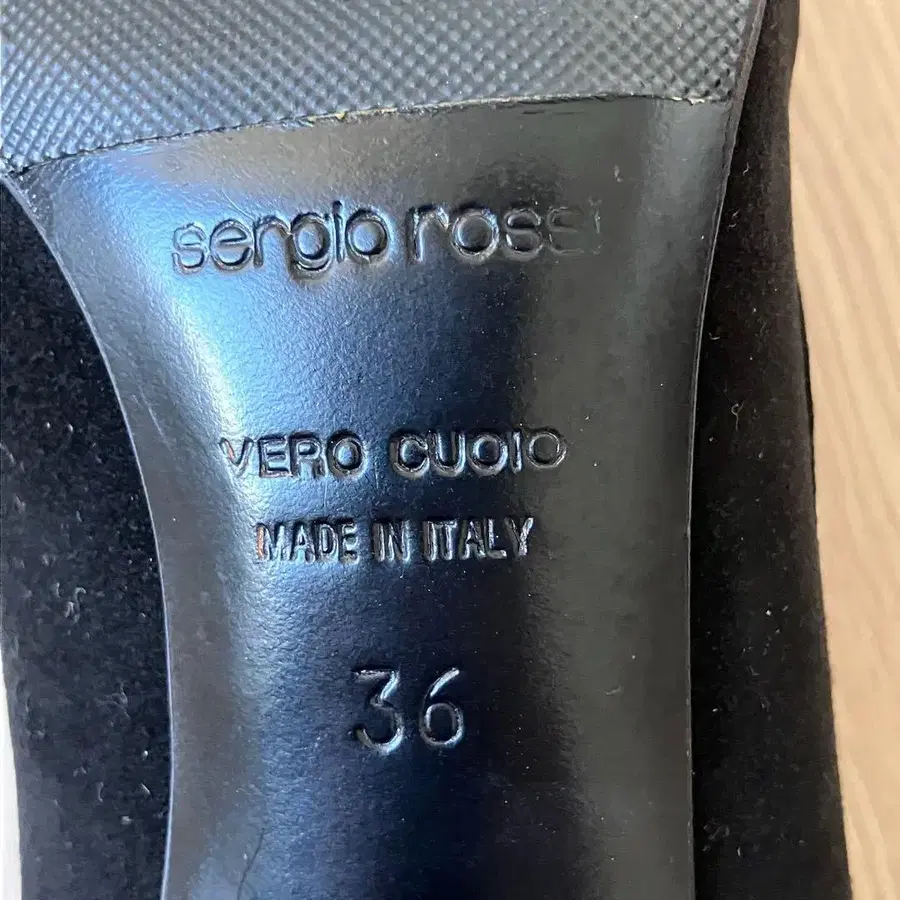 sergio rossi
VERO CUOIO
MADE IN ITALY
36